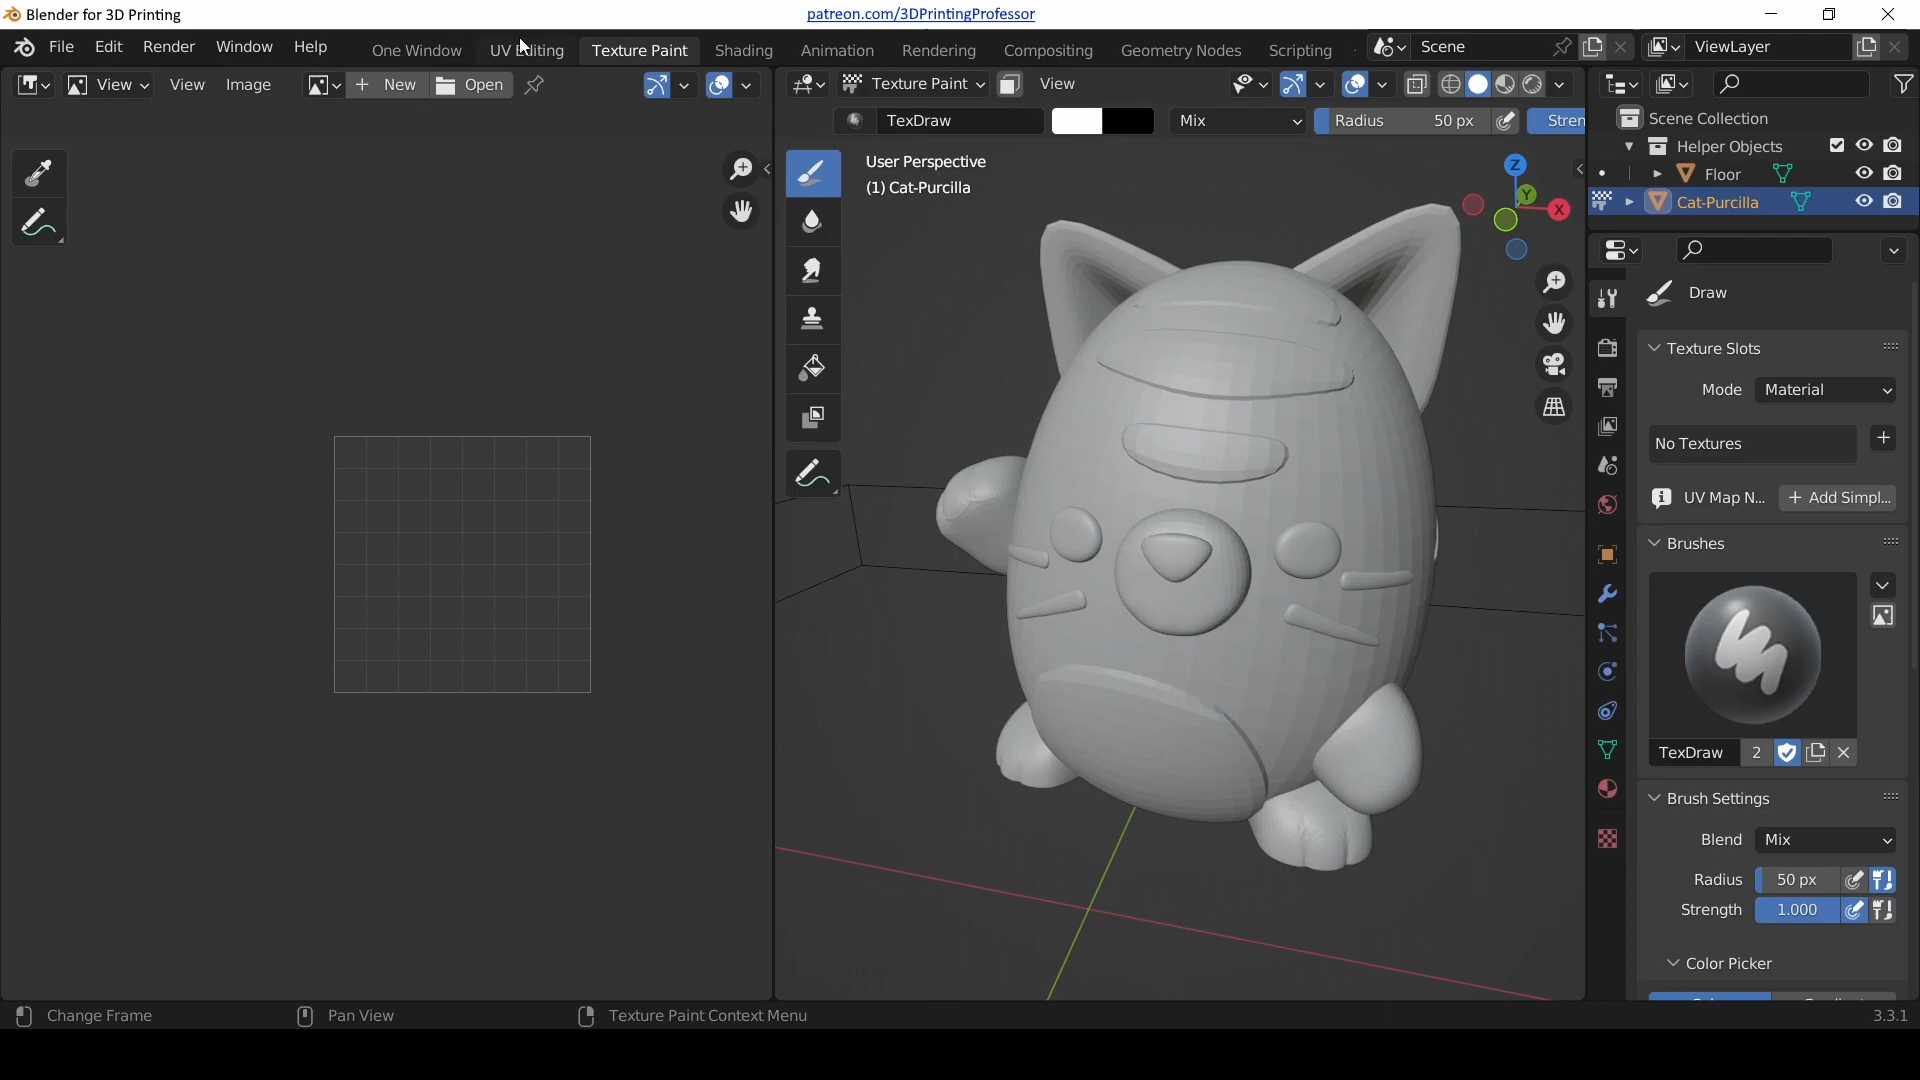 Blender for 3D Printing
patreon.com/3DPrintingProfessor
File Edit Render Window Help
One Window UV Editing Texture Paint Shading Animation Rendering Compositing Geometry Nodes Scripting
Scene
ViewLayer
View View Image
New Open
Texture Paint View
TexDraw
Mix
Radius 50 px
Stren
User Perspective
(1) Cat-Purcilla
Z
Y
X
Scene Collection
Helper Objects
Floor
Cat-Purcilla
Draw
Texture Slots
Mode Material
No Textures
UV Map N... Add Simpl...
Brushes
TexDraw 2
Brush Settings
Blend Mix
Radius 50 px
Strength 1.000
Color Picker
Change Frame Pan View Texture Paint Context Menu
3.3.1